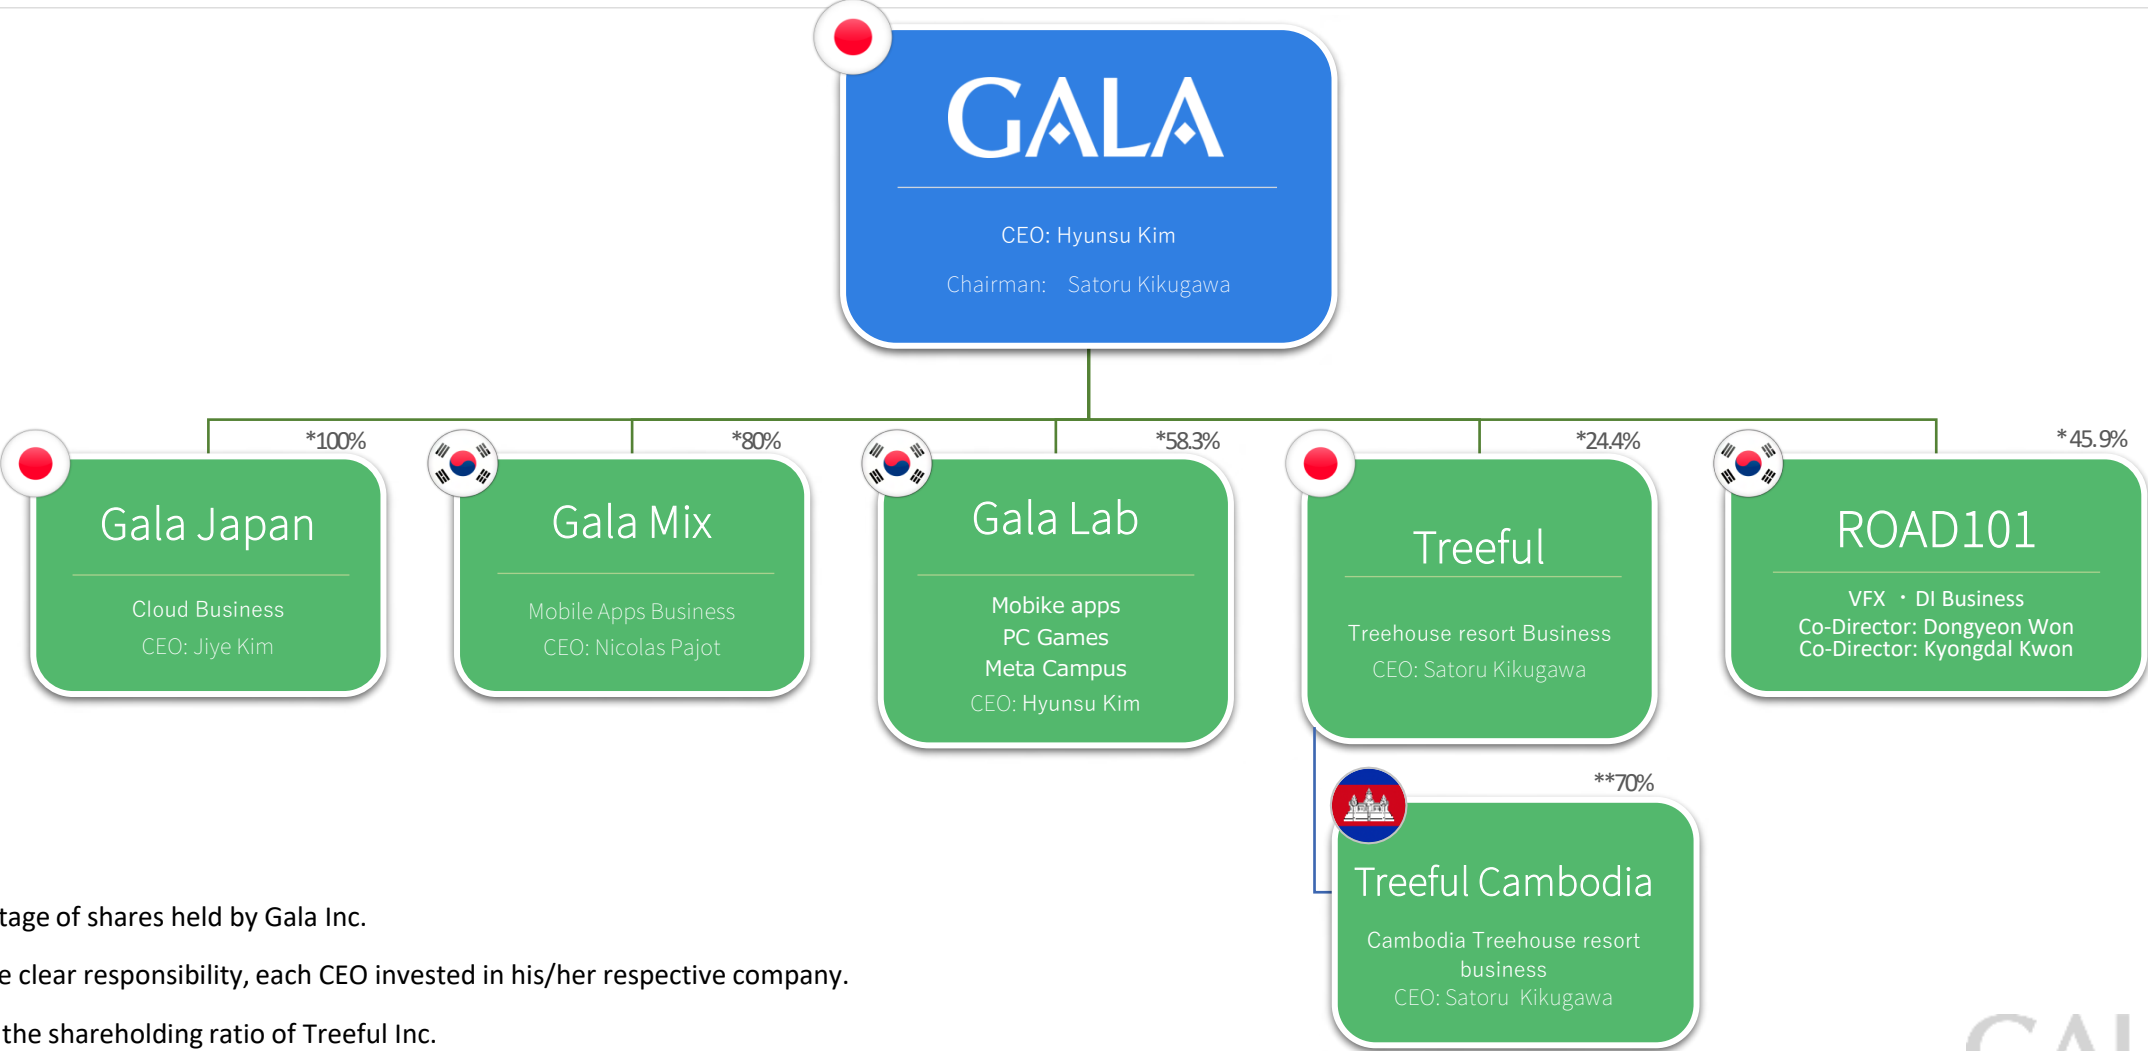 GALA
CEO: Hyunsu Kim
Chairman: Satoru Kikugawa
*100%
*80%
*58.3%
*24.4%
*45.9%
Gala Japan
Cloud Business
CEO: Jiye Kim
Gala Mix
Mobile Apps Business
CEO: Nicolas Pajot
Gala Lab
Mobike apps
PC Games
Meta Campus
CEO: Hyunsu Kim
Treeful
Treehouse resort Business
CEO: Satoru Kikugawa
ROAD101
VFX ・ DI Business
Co-Director: Dongyeon Won
Co-Director: Kyongdal Kwon
**70%
Treeful Cambodia
Cambodia Treehouse resort
business
CEO: Satoru Kikugawa
tage of shares held by Gala Inc.
e clear responsibility, each CEO invested in his/her respective company.
the shareholding ratio of Treeful Inc.